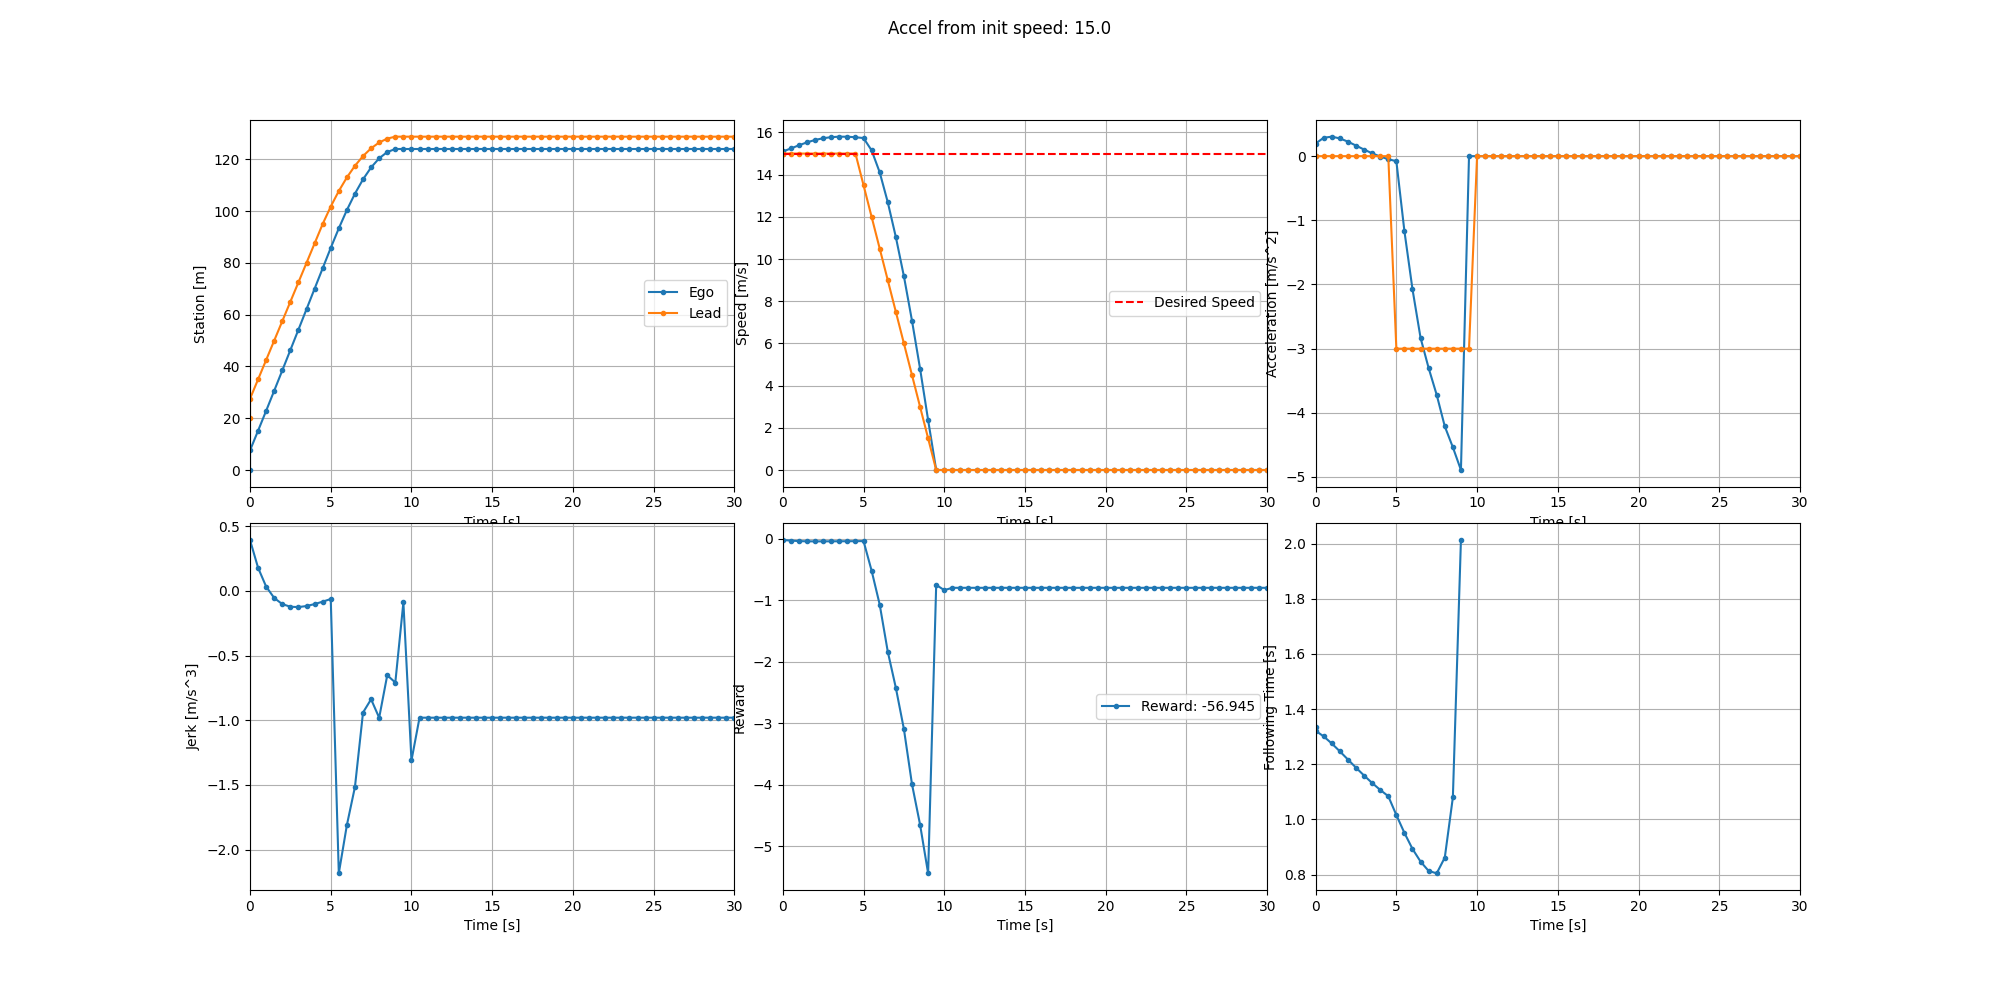 Accel from init speed: 15.0
Station [m]
120
100
80
60
40
20
0
Ego
Lead
0 5 10 15 20 25 30
Time [s]
Speed [m/s]
16
14
12
10
8
6
4
2
0
Desired Speed
0 5 10 15 20 25 30
Time [s]
Acceleration [m/s^2]
0
−1
−2
−3
−4
−5
0 5 10 15 20 25 30
Time [s]
Jerk [m/s^3]
0.5
0.0
−0.5
−1.0
−1.5
−2.0
0 5 10 15 20 25 30
Time [s]
Reward
0
−1
−2
−3
−4
−5
Reward: -56.945
0 5 10 15 20 25 30
Time [s]
Following Time [s]
2.0
1.8
1.6
1.4
1.2
1.0
0.8
0 5 10 15 20 25 30
Time [s]